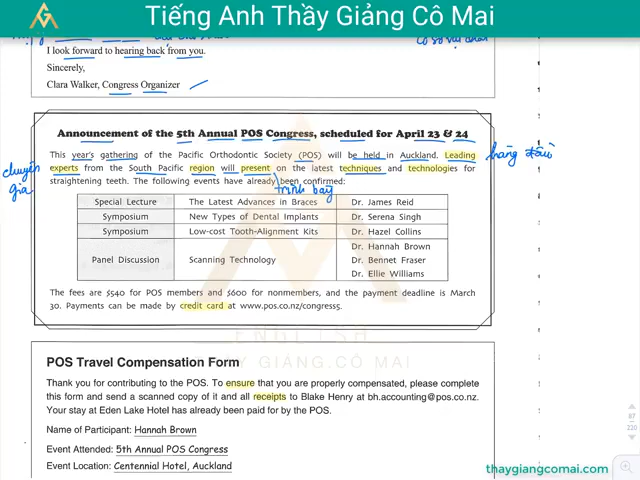 Tiếng Anh Thầy Giảng Cô Mai
I look forward to hearing back from you.
Sincerely,
Clara Walker, Congress Organizer
Announcement of the 5th Annual POS Congress, scheduled for April 23 & 24
This year's gathering of the Pacific Orthodontic Society (POS) will be held in Auckland. Leading hàng đầu
chuyên gia
experts from the South Pacific region will present on the latest techniques and technologies for
straightening teeth. The following events have already been confirmed:
trình bày
Special Lecture The Latest Advances in Braces Dr. James Reid
Symposium New Types of Dental Implants Dr. Serena Singh
Symposium Low-cost Tooth-Alignment Kits Dr. Hazel Collins
Panel Discussion Scanning Technology Dr. Hannah Brown
Dr. Bennet Fraser
Dr. Ellie Williams
The fees are $540 for POS members and $600 for nonmembers, and the payment deadline is March
30. Payments can be made by credit card at www.pos.co.nz/congress5.
ENGLISH
THẦY GIẢNG.CÔ MAI
POS Travel Compensation Form
Thank you for contributing to the POS. To ensure that you are properly compensated, please complete
this form and send a scanned copy of it and all receipts to Blake Henry at bh.accounting@pos.co.nz.
Your stay at Eden Lake Hotel has already been paid for by the POS.
Name of Participant: Hannah Brown
Event Attended: 5th Annual POS Congress
Event Location: Centennial Hotel, Auckland
87
220
thaygiangcomai.com